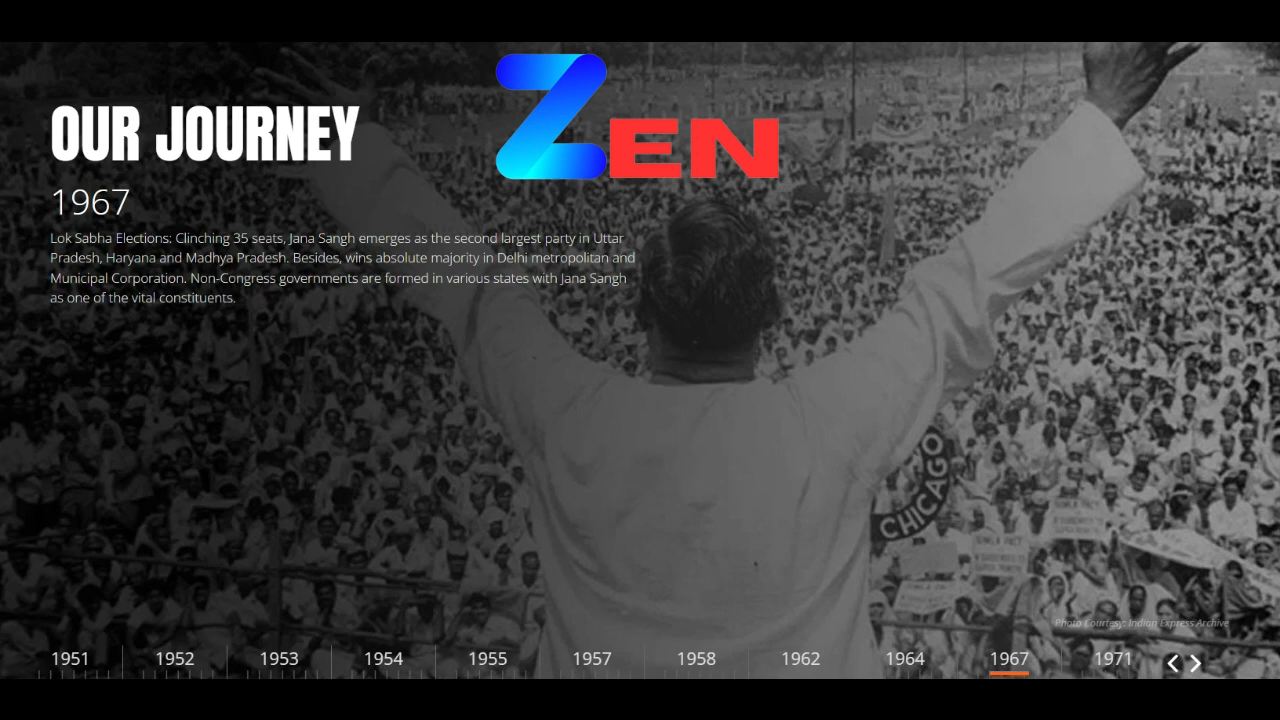 ZEN
OUR JOURNEY
1967
Lok Sabha Elections: Clinching 35 seats, Jana Sangh emerges as the second largest party in Uttar
Pradesh, Haryana and Madhya Pradesh. Besides, wins absolute majority in Delhi metropolitan and
Municipal Corporation. Non-Congress governments are formed in various states with Jana Sangh
as one of the vital constituents.
CHICAGO
Photo Courtesy: Indian Express Archive
1951 1952 1953 1954 1955 1957 1958 1962 1964 1967 1971